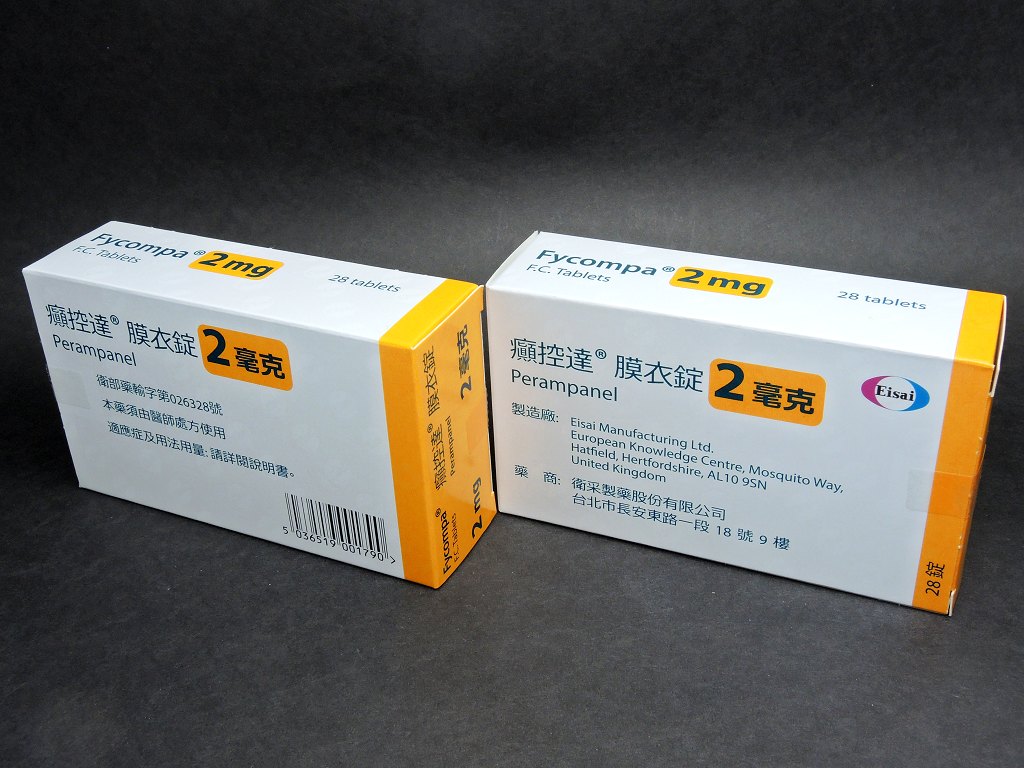 Fycompa® 2 mg
F.C. Tablets
28 tablets
癲控達® 膜衣錠 2 毫克
Perampanel
衛部藥輸字第026328號
本藥須由醫師處方使用
適應症及用法用量:請詳閱說明書。
5 036519 001790 >
Fycompa® 癲控達® 膜衣錠
F.C. Tablets Perampanel
2 mg 2 毫克
Fycompa® 2 mg
F.C. Tablets
28 tablets
癲控達® 膜衣錠 2 毫克
Perampanel
Eisai
製造廠: Eisai Manufacturing Ltd.
European Knowledge Centre, Mosquito Way,
Hatfield, Hertfordshire, AL10 9SN
United Kingdom
藥 商: 衛采製藥股份有限公司
台北市長安東路一段 18 號 9 樓
28 錠